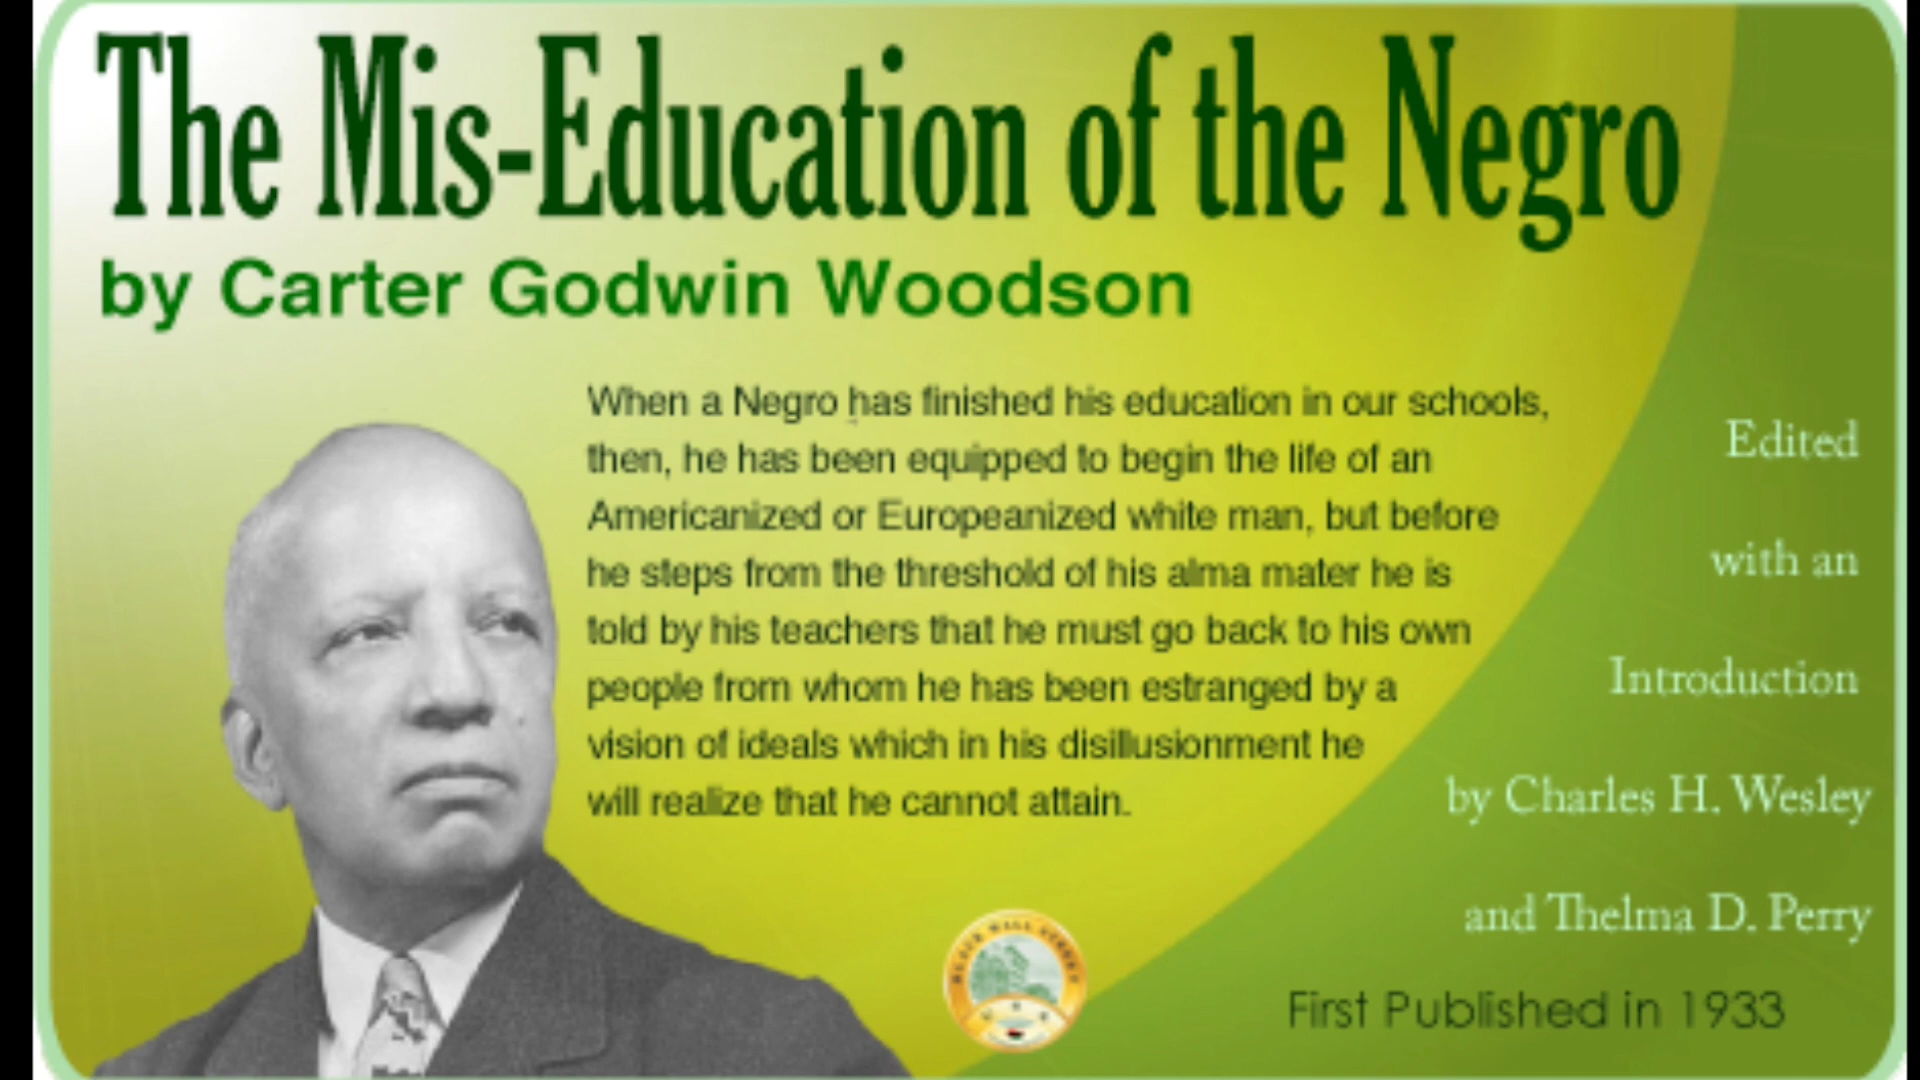 The Mis-Education of the Negro
by Carter Godwin Woodson
When a Negro has finished his education in our schools,
then, he has been equipped to begin the life of an
Americanized or Europeanized white man, but before
he steps from the threshold of his alma mater he is
told by his teachers that he must go back to his own
people from whom he has been estranged by a
vision of ideals which in his disillusionment he
will realize that he cannot attain.
Edited
with an
Introduction
by Charles H. Wesley
and Thelma D. Perry
First Published in 1933
BLACK WALL STREET
USA